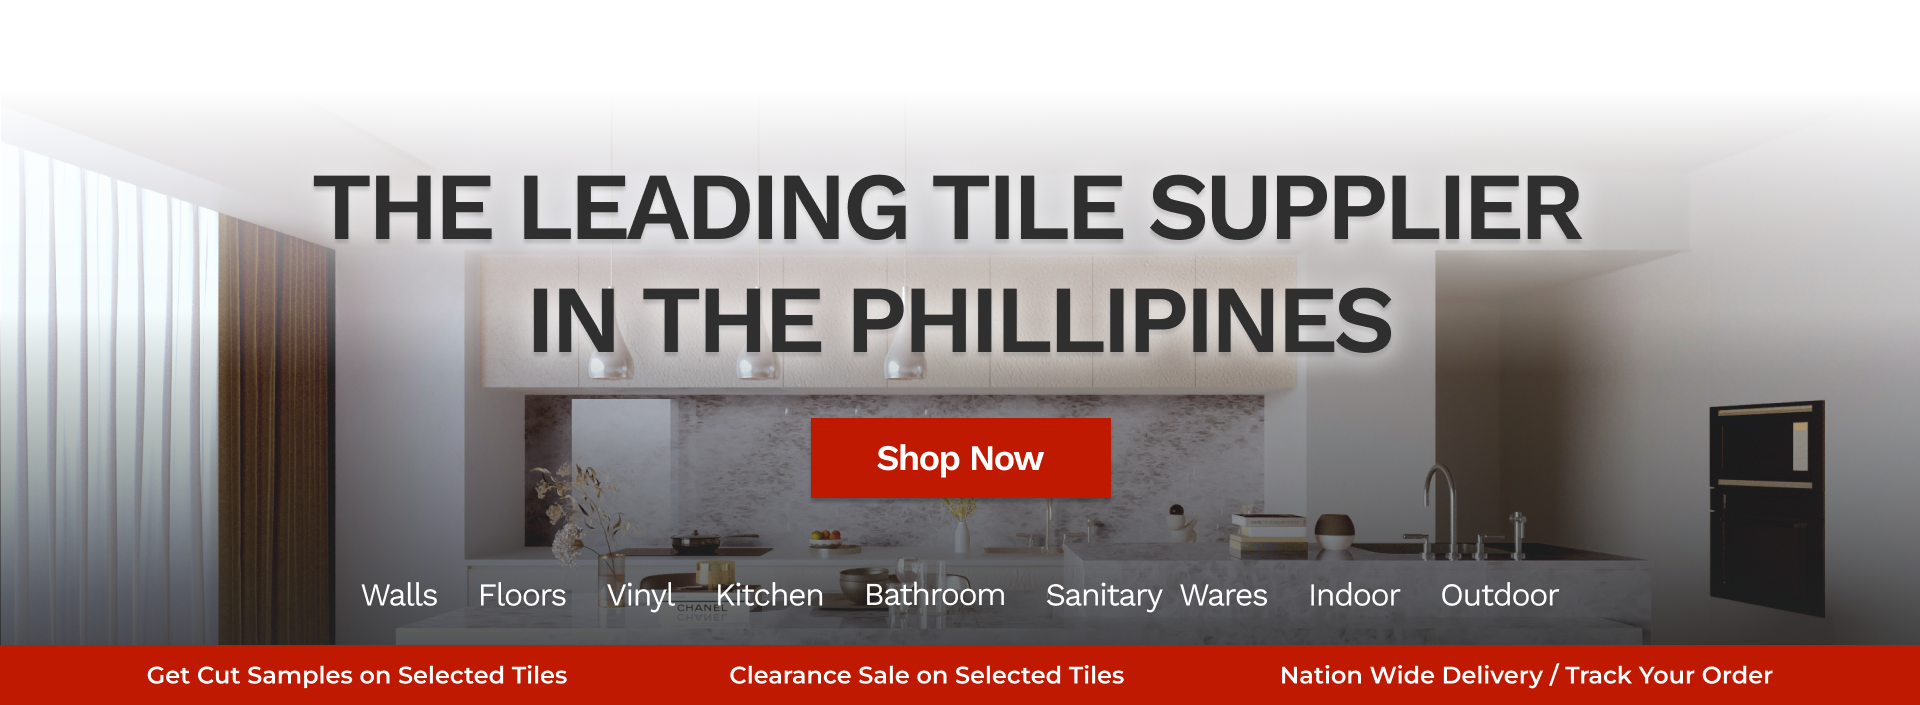 THE LEADING TILE SUPPLIER
IN THE PHILLIPINES
Shop Now
Walls Floors Vinyl Kitchen Bathroom Sanitary Wares Indoor Outdoor
CHANEL
Get Cut Samples on Selected Tiles Clearance Sale on Selected Tiles Nation Wide Delivery / Track Your Order